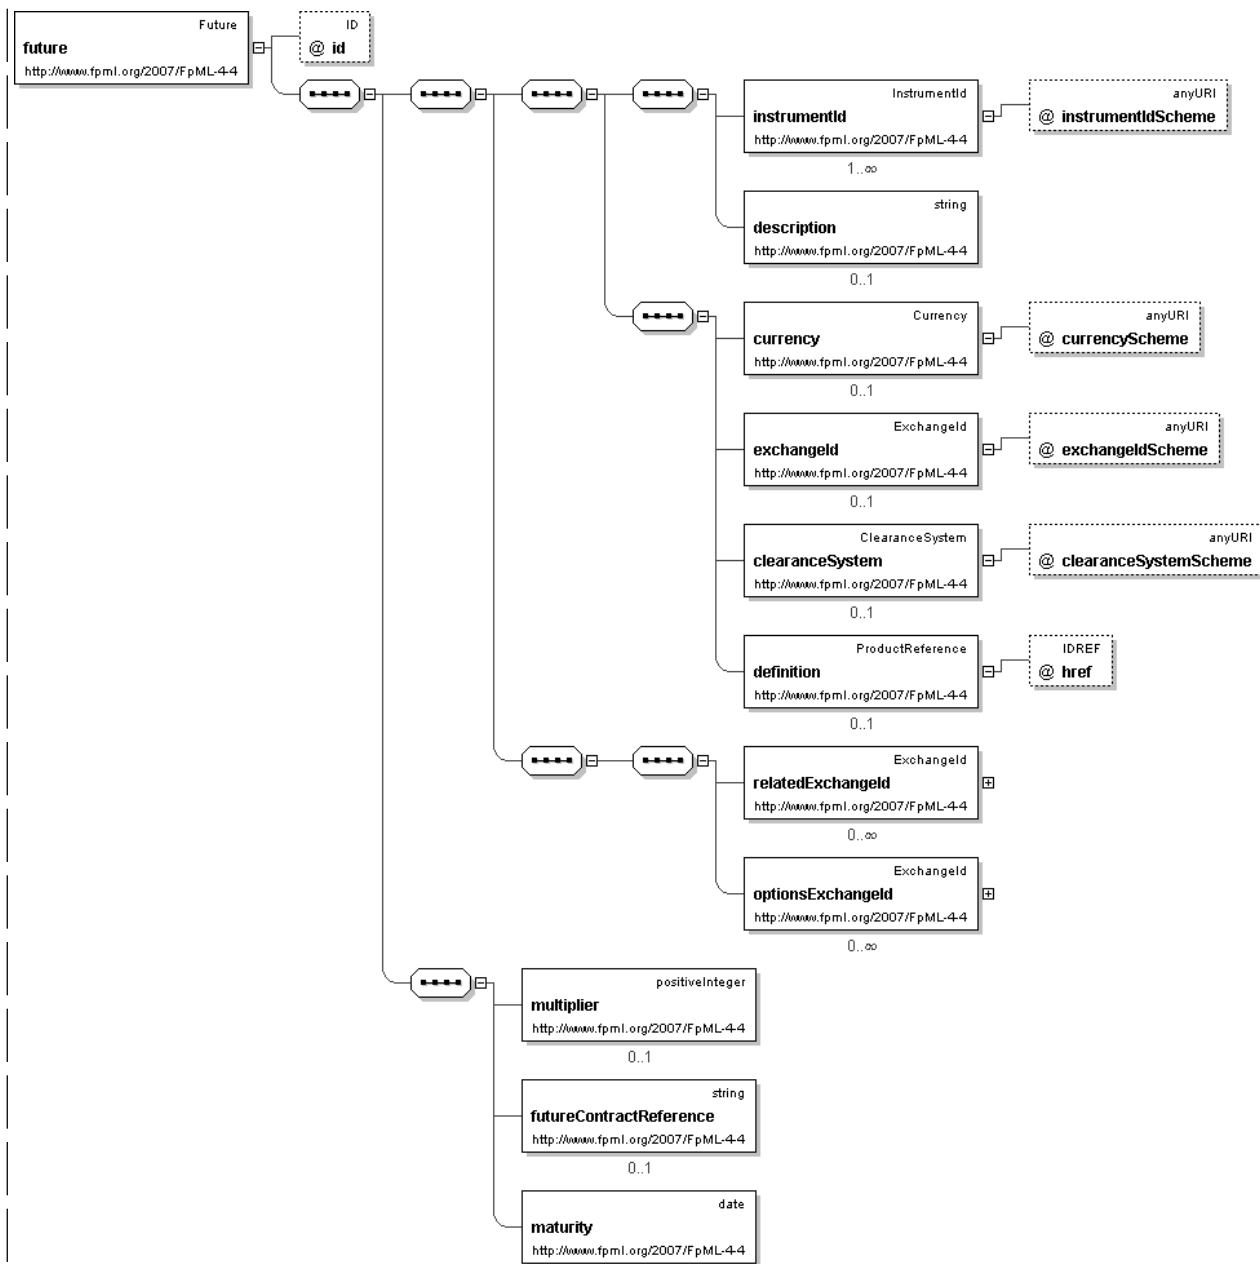 Future
future
http://www.fpml.org/2007/FpML-4-4
ID
@ id
InstrumentId
instrumentId
http://www.fpml.org/2007/FpML-4-4
1..∞
anyURI
@ instrumentIdScheme
string
description
http://www.fpml.org/2007/FpML-4-4
0..1
Currency
currency
http://www.fpml.org/2007/FpML-4-4
0..1
anyURI
@ currencyScheme
ExchangeId
exchangeId
http://www.fpml.org/2007/FpML-4-4
0..1
anyURI
@ exchangeIdScheme
ClearanceSystem
clearanceSystem
http://www.fpml.org/2007/FpML-4-4
0..1
anyURI
@ clearanceSystemScheme
ProductReference
definition
http://www.fpml.org/2007/FpML-4-4
0..1
IDREF
@ href
ExchangeId
relatedExchangeId
http://www.fpml.org/2007/FpML-4-4
0..∞
ExchangeId
optionsExchangeId
http://www.fpml.org/2007/FpML-4-4
0..∞
positiveInteger
multiplier
http://www.fpml.org/2007/FpML-4-4
0..1
string
futureContractReference
http://www.fpml.org/2007/FpML-4-4
0..1
date
maturity
http://www.fpml.org/2007/FpML-4-4